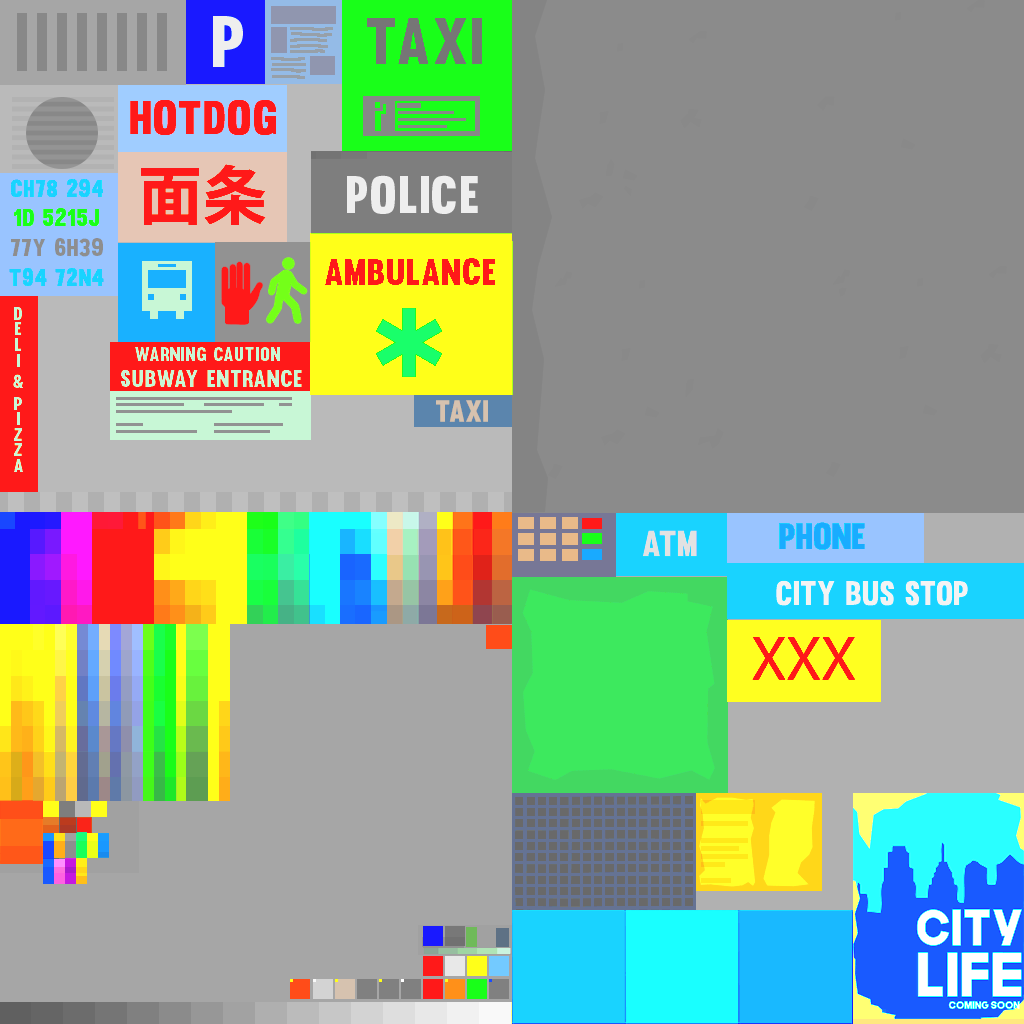 P
TAXI
HOTDOG
面条
POLICE
CH78 294
1D 5215J
77Y 6H39
T94 72N4
AMBULANCE
DELI & PIZZA
WARNING CAUTION
SUBWAY ENTRANCE
TAXI
ATM
PHONE
CITY BUS STOP
XXX
CITY
LIFE
COMING SOON